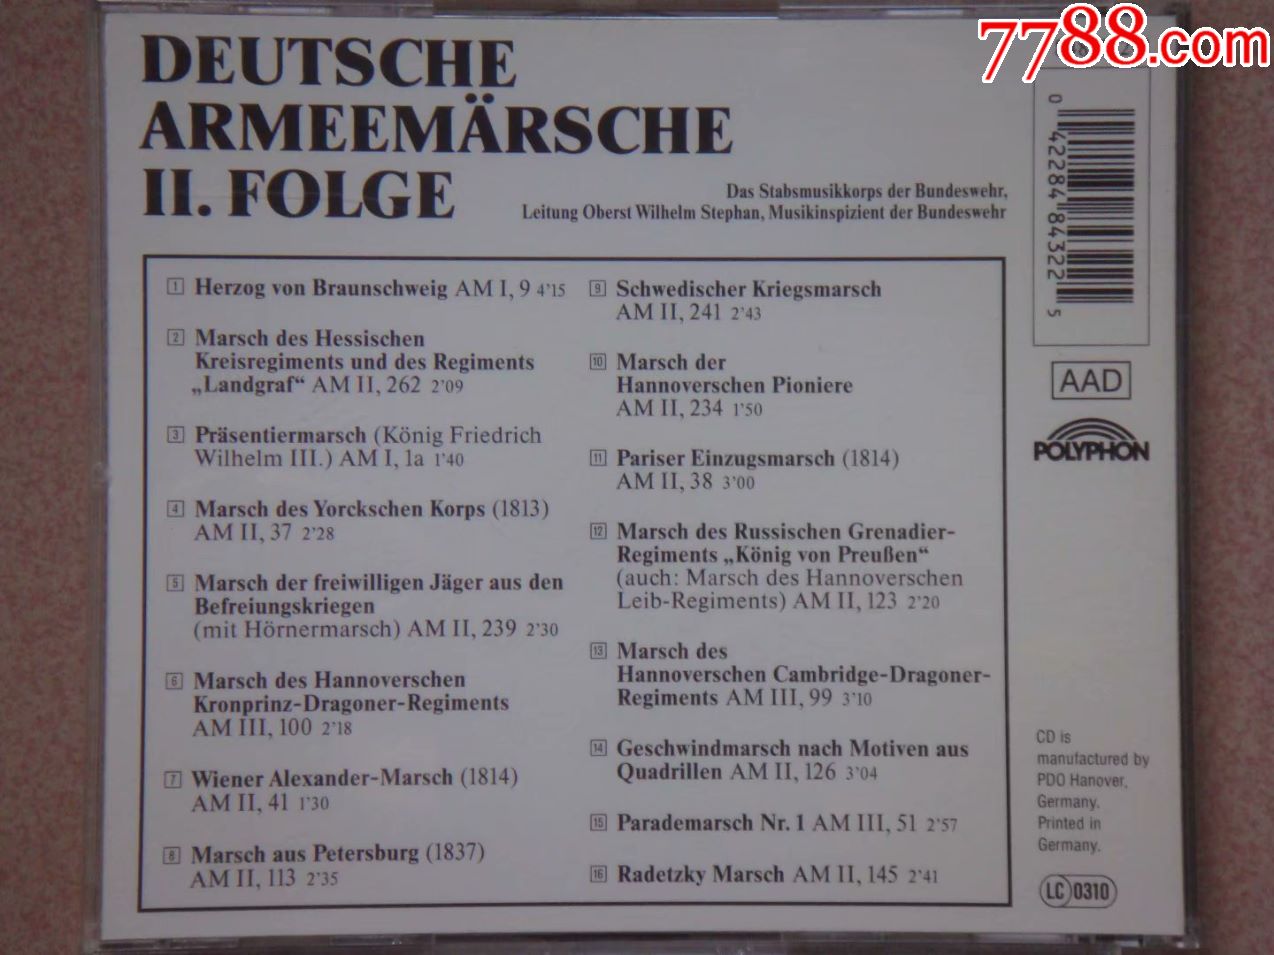 7788.com
DEUTSCHE
ARMEEMÄRSCHE
II. FOLGE
Das Stabsmusikkorps der Bundeswehr,
Leitung Oberst Wilhelm Stephan, Musikinspizient der Bundeswehr
1 Herzog von Braunschweig AM I, 9 4'15
2 Marsch des Hessischen
Kreisregiments und des Regiments
„Landgraf“ AM II, 262 2'09
3 Präsentiermarsch (König Friedrich
Wilhelm III.) AM I, 1a 1'40
4 Marsch des Yorckschen Korps (1813)
AM II, 37 2'28
5 Marsch der freiwilligen Jäger aus den
Befreiungskriegen
(mit Hörnermarsch) AM II, 239 2'30
6 Marsch des Hannoverschen
Kronprinz-Dragoner-Regiments
AM III, 100 2'18
7 Wiener Alexander-Marsch (1814)
AM II, 41 1'30
8 Marsch aus Petersburg (1837)
AM II, 113 2'35
9 Schwedischer Kriegsmarsch
AM II, 241 2'43
10 Marsch der
Hannoverschen Pioniere
AM II, 234 1'50
11 Pariser Einzugsmarsch (1814)
AM II, 38 3'00
12 Marsch des Russischen Grenadier-
Regiments „König von Preußen“
(auch: Marsch des Hannoverschen
Leib-Regiments) AM II, 123 2'20
13 Marsch des
Hannoverschen Cambridge-Dragoner-
Regiments AM III, 99 3'10
14 Geschwindmarsch nach Motiven aus
Quadrillen AM II, 126 3'04
15 Parademarsch Nr. 1 AM III, 51 2'57
16 Radetzky Marsch AM II, 145 2'41
0 42284 84322 5
AAD
POLYPHON
CD is
manufactured by
PDO Hanover,
Germany.
Printed in
Germany.
LC 0310